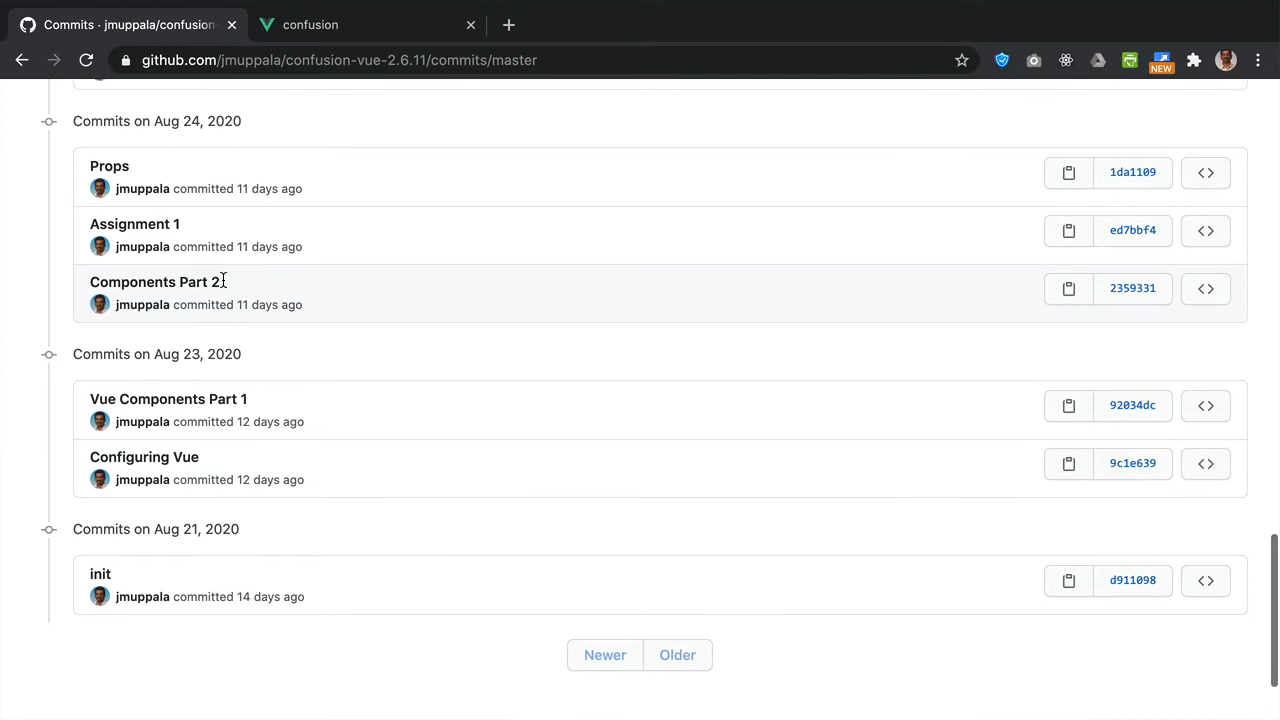 Commits · jmuppala/confusion-
confusion
github.com/jmuppala/confusion-vue-2.6.11/commits/master
NEW
Commits on Aug 24, 2020
Props
1da1109
jmuppala committed 11 days ago
Assignment 1
ed7bbf4
jmuppala committed 11 days ago
Components Part 2
2359331
jmuppala committed 11 days ago
Commits on Aug 23, 2020
Vue Components Part 1
92034dc
jmuppala committed 12 days ago
Configuring Vue
9c1e639
jmuppala committed 12 days ago
Commits on Aug 21, 2020
init
d911098
jmuppala committed 14 days ago
Newer Older